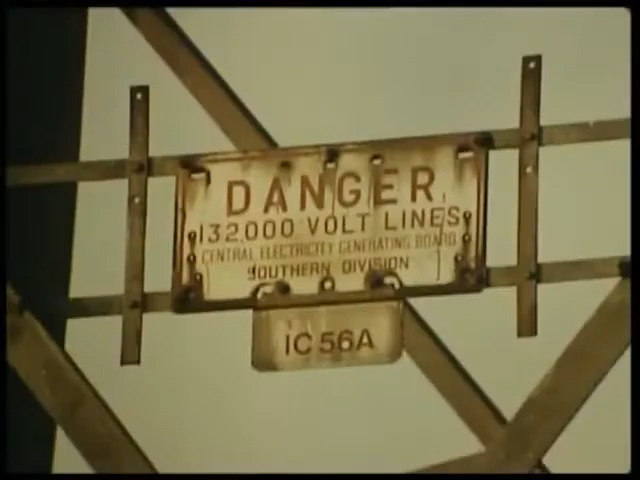 DANGER
132,000 VOLT LINES
CENTRAL ELECTRICITY GENERATING BOARD
SOUTHERN DIVISION
IC 56A